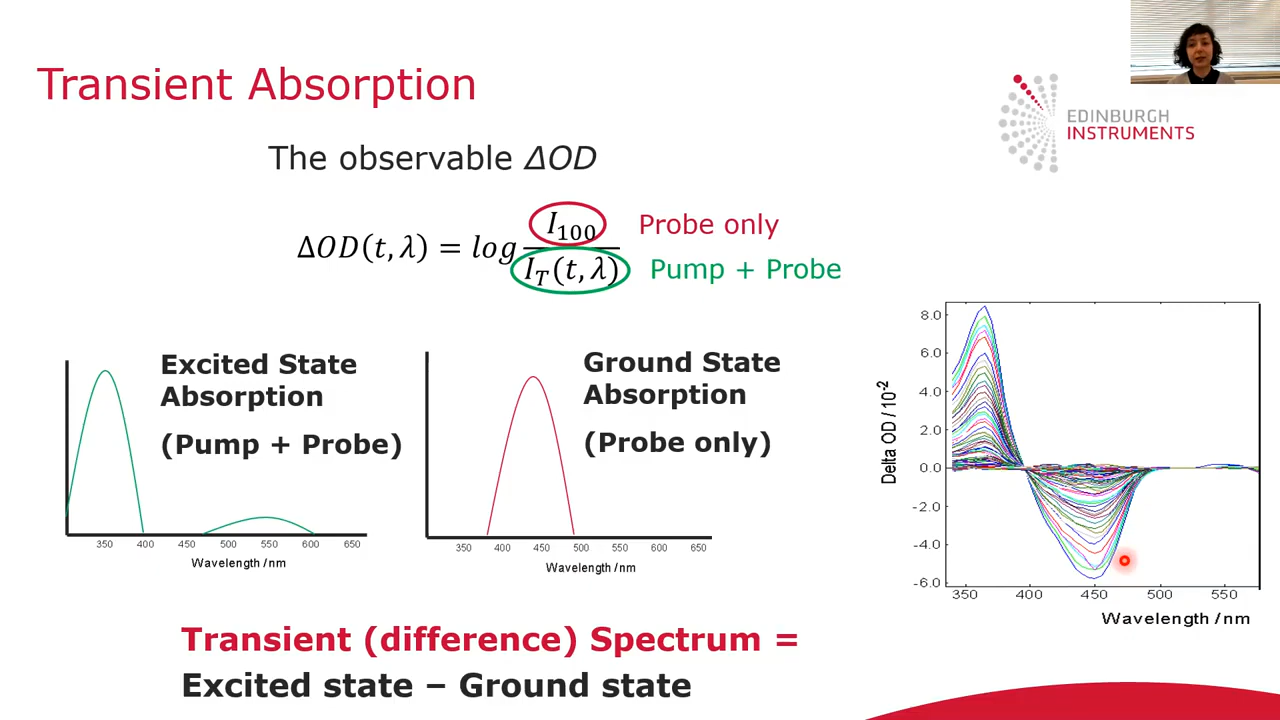 Transient Absorption
EDINBURGH
INSTRUMENTS
The observable ΔOD
ΔOD(t, λ) = log I₁₀₀ / I_T(t, λ)
Probe only
Pump + Probe
Excited State
Absorption
(Pump + Probe)
350 400 450 500 550 600 650
Wavelength / nm
Ground State
Absorption
(Probe only)
350 400 450 500 550 600 650
Wavelength / nm
Delta OD / 10⁻²
8.0
6.0
4.0
2.0
0.0
-2.0
-4.0
-6.0
350 400 450 500 550
Wavelength / nm
Transient (difference) Spectrum =
Excited state – Ground state